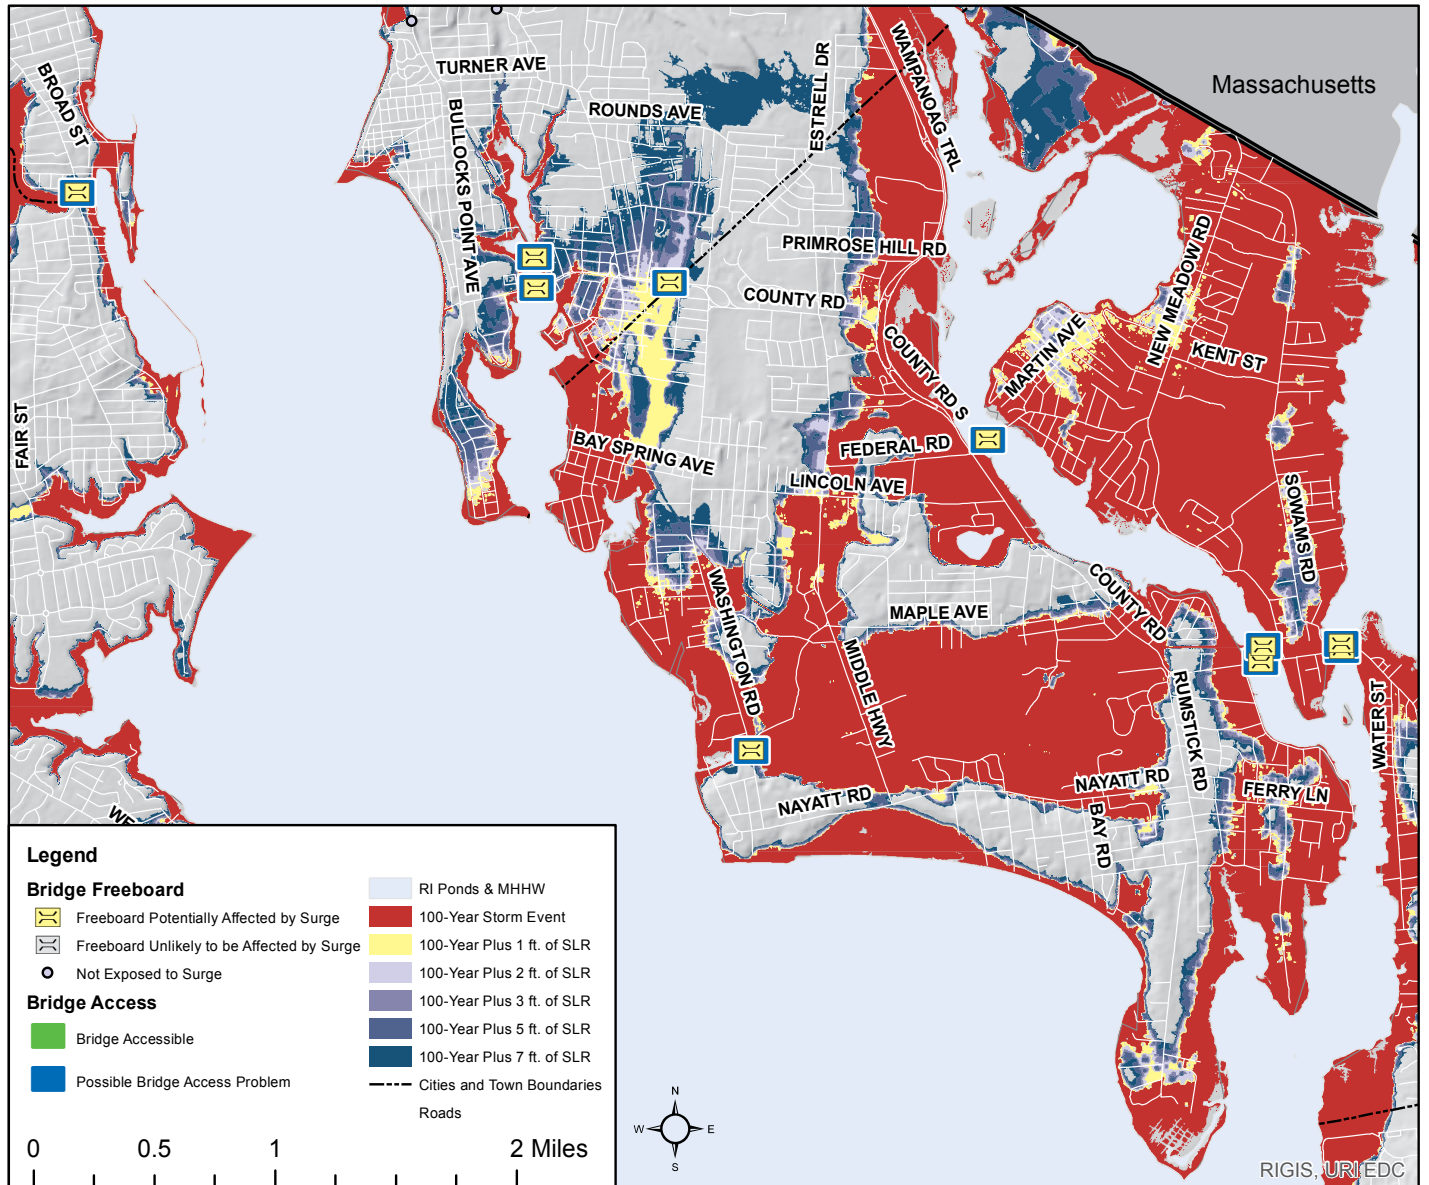 Massachusetts
BROAD ST
TURNER AVE
BULLOCKS POINT AVE
ROUNDS AVE
ESTRELL DR
WAMPANOAG TRL
PRIMROSE HILL RD
COUNTY RD
COUNTY RD S
MARTIN AVE
NEW MEADOW RD
KENT ST
FAIR ST
BAY SPRING AVE
FEDERAL RD
LINCOLN AVE
SOWAMS RD
WASHINGTON RD
MAPLE AVE
COUNTY RD
MIDDLE HWY
RUMSTICK RD
WATER ST
NAYATT RD
NAYATT RD
BAY RD
FERRY LN
WE
Legend
Bridge Freeboard
Freeboard Potentially Affected by Surge
Freeboard Unlikely to be Affected by Surge
Not Exposed to Surge
Bridge Access
Bridge Accessible
Possible Bridge Access Problem
RI Ponds & MHHW
100-Year Storm Event
100-Year Plus 1 ft. of SLR
100-Year Plus 2 ft. of SLR
100-Year Plus 3 ft. of SLR
100-Year Plus 5 ft. of SLR
100-Year Plus 7 ft. of SLR
Cities and Town Boundaries
Roads
0 0.5 1 2 Miles
N
W E
S
RIGIS, URI EDC